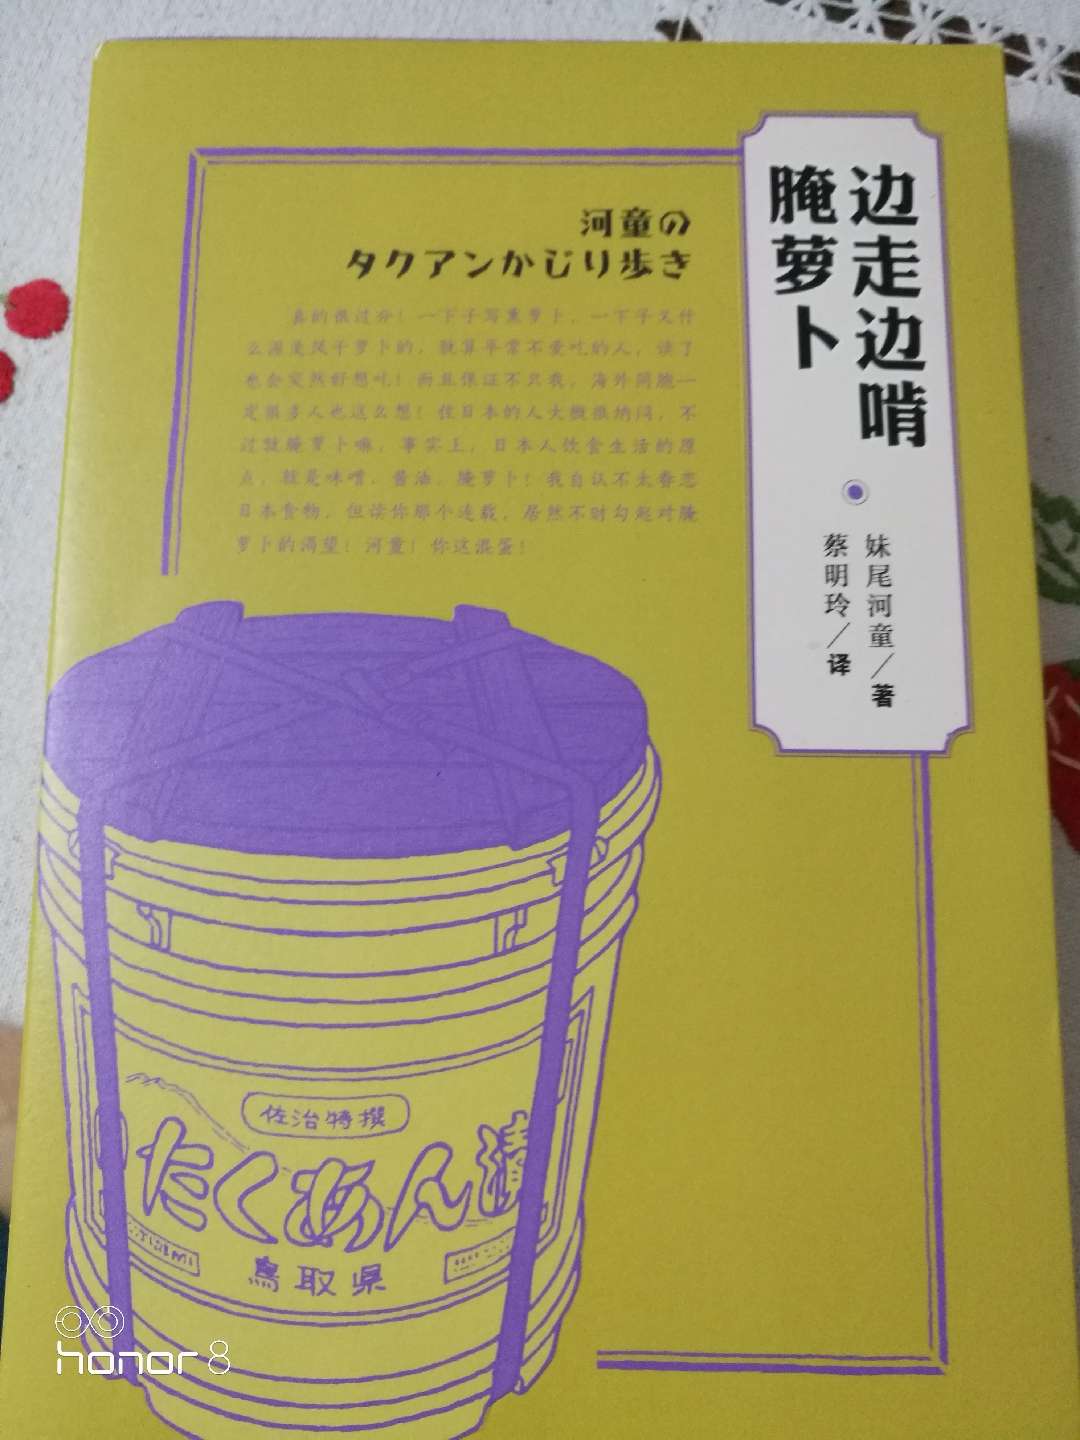 边走边啃
腌萝卜
妹尾河童／著
蔡明玲／译
河童の
タクアンかじり歩き
真的很过分！一下子写熏萝卜，一下子又什
么温美风干萝卜的，就算平常不爱吃的人，读了
也会突然好想吃！而且保证不只我，海外同胞一
定很多人也这么想！住日本的人大概很纳闷，不
过就腌萝卜嘛，事实上，日本人饮食生活的原
点，就是味噌、酱油、腌萝卜！我自认不太眷恋
日本食物，但读你那个连载，居然不时勾起对腌
萝卜的渴望！河童！你这混蛋！
佐治特撰
たくあん漬
鳥取県
honor 8